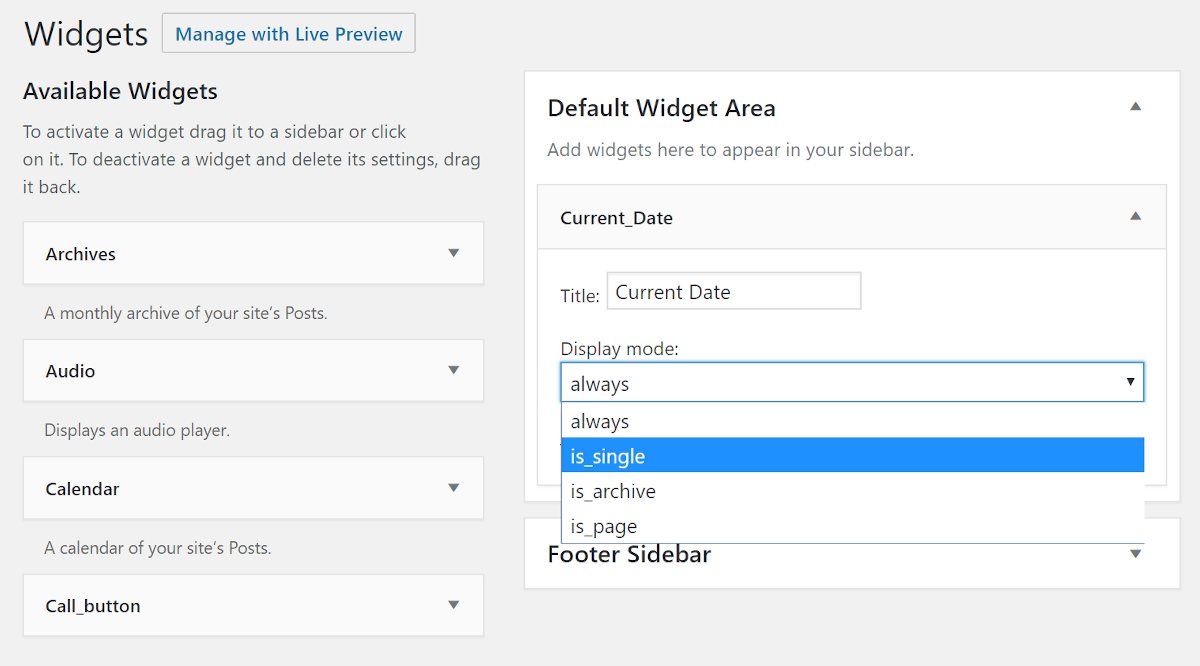 Widgets
Manage with Live Preview
Available Widgets
To activate a widget drag it to a sidebar or click
on it. To deactivate a widget and delete its settings, drag
it back.
Archives
A monthly archive of your site’s Posts.
Audio
Displays an audio player.
Calendar
A calendar of your site’s Posts.
Call_button
Default Widget Area
Add widgets here to appear in your sidebar.
Current_Date
Title: Current Date
Display mode:
always
always
is_single
is_archive
is_page
Footer Sidebar